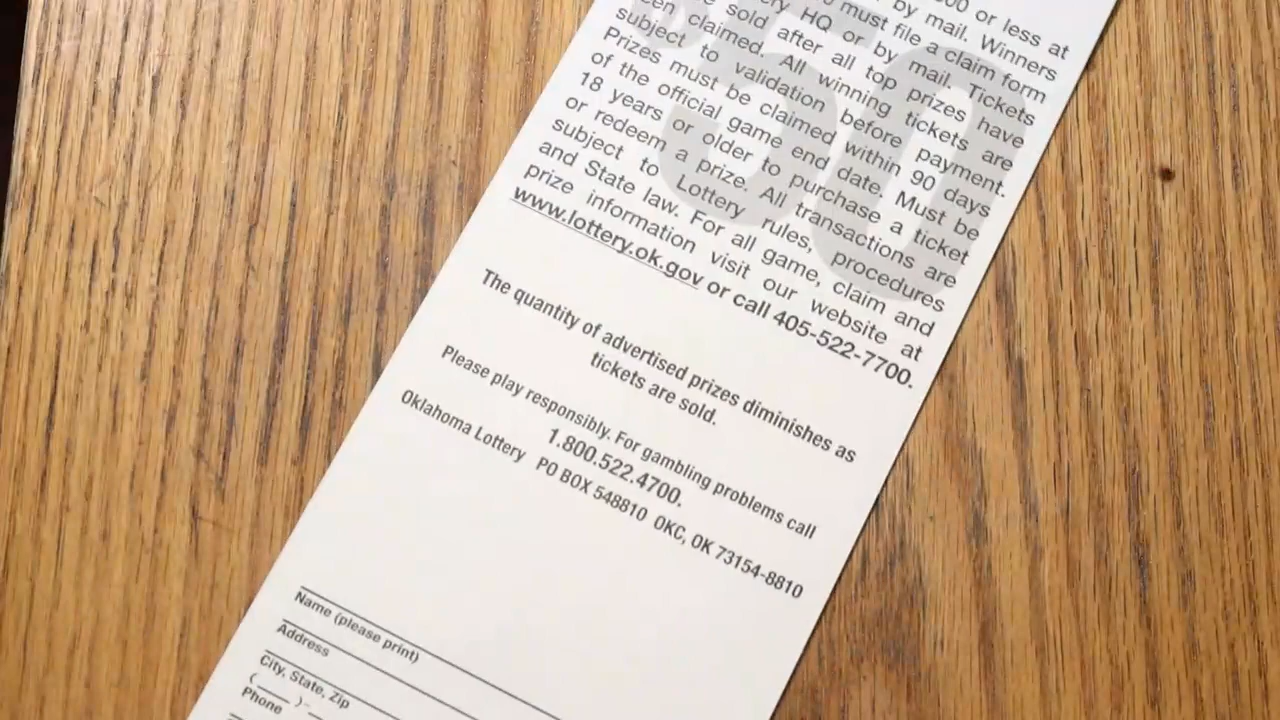 00 or less at
by mail. Winners
must file a claim form
HQ or by mail. Tickets
sold after all top prizes have
claimed. All winning tickets are
subject to validation before payment.
Prizes must be claimed within 90 days
of the official game end date. Must be
18 years or older to purchase a ticket
or redeem a prize. All transactions are
subject to Lottery rules, procedures
and State law. For all game, claim and
prize information visit our website at
www.lottery.ok.gov or call 405-522-7700.
50
The quantity of advertised prizes diminishes as
tickets are sold.
Please play responsibly. For gambling problems call
1.800.522.4700.
Oklahoma Lottery PO BOX 548810 OKC, OK 73154-8810
Name (please print)
Address
City, State, Zip
( ) -
Phone